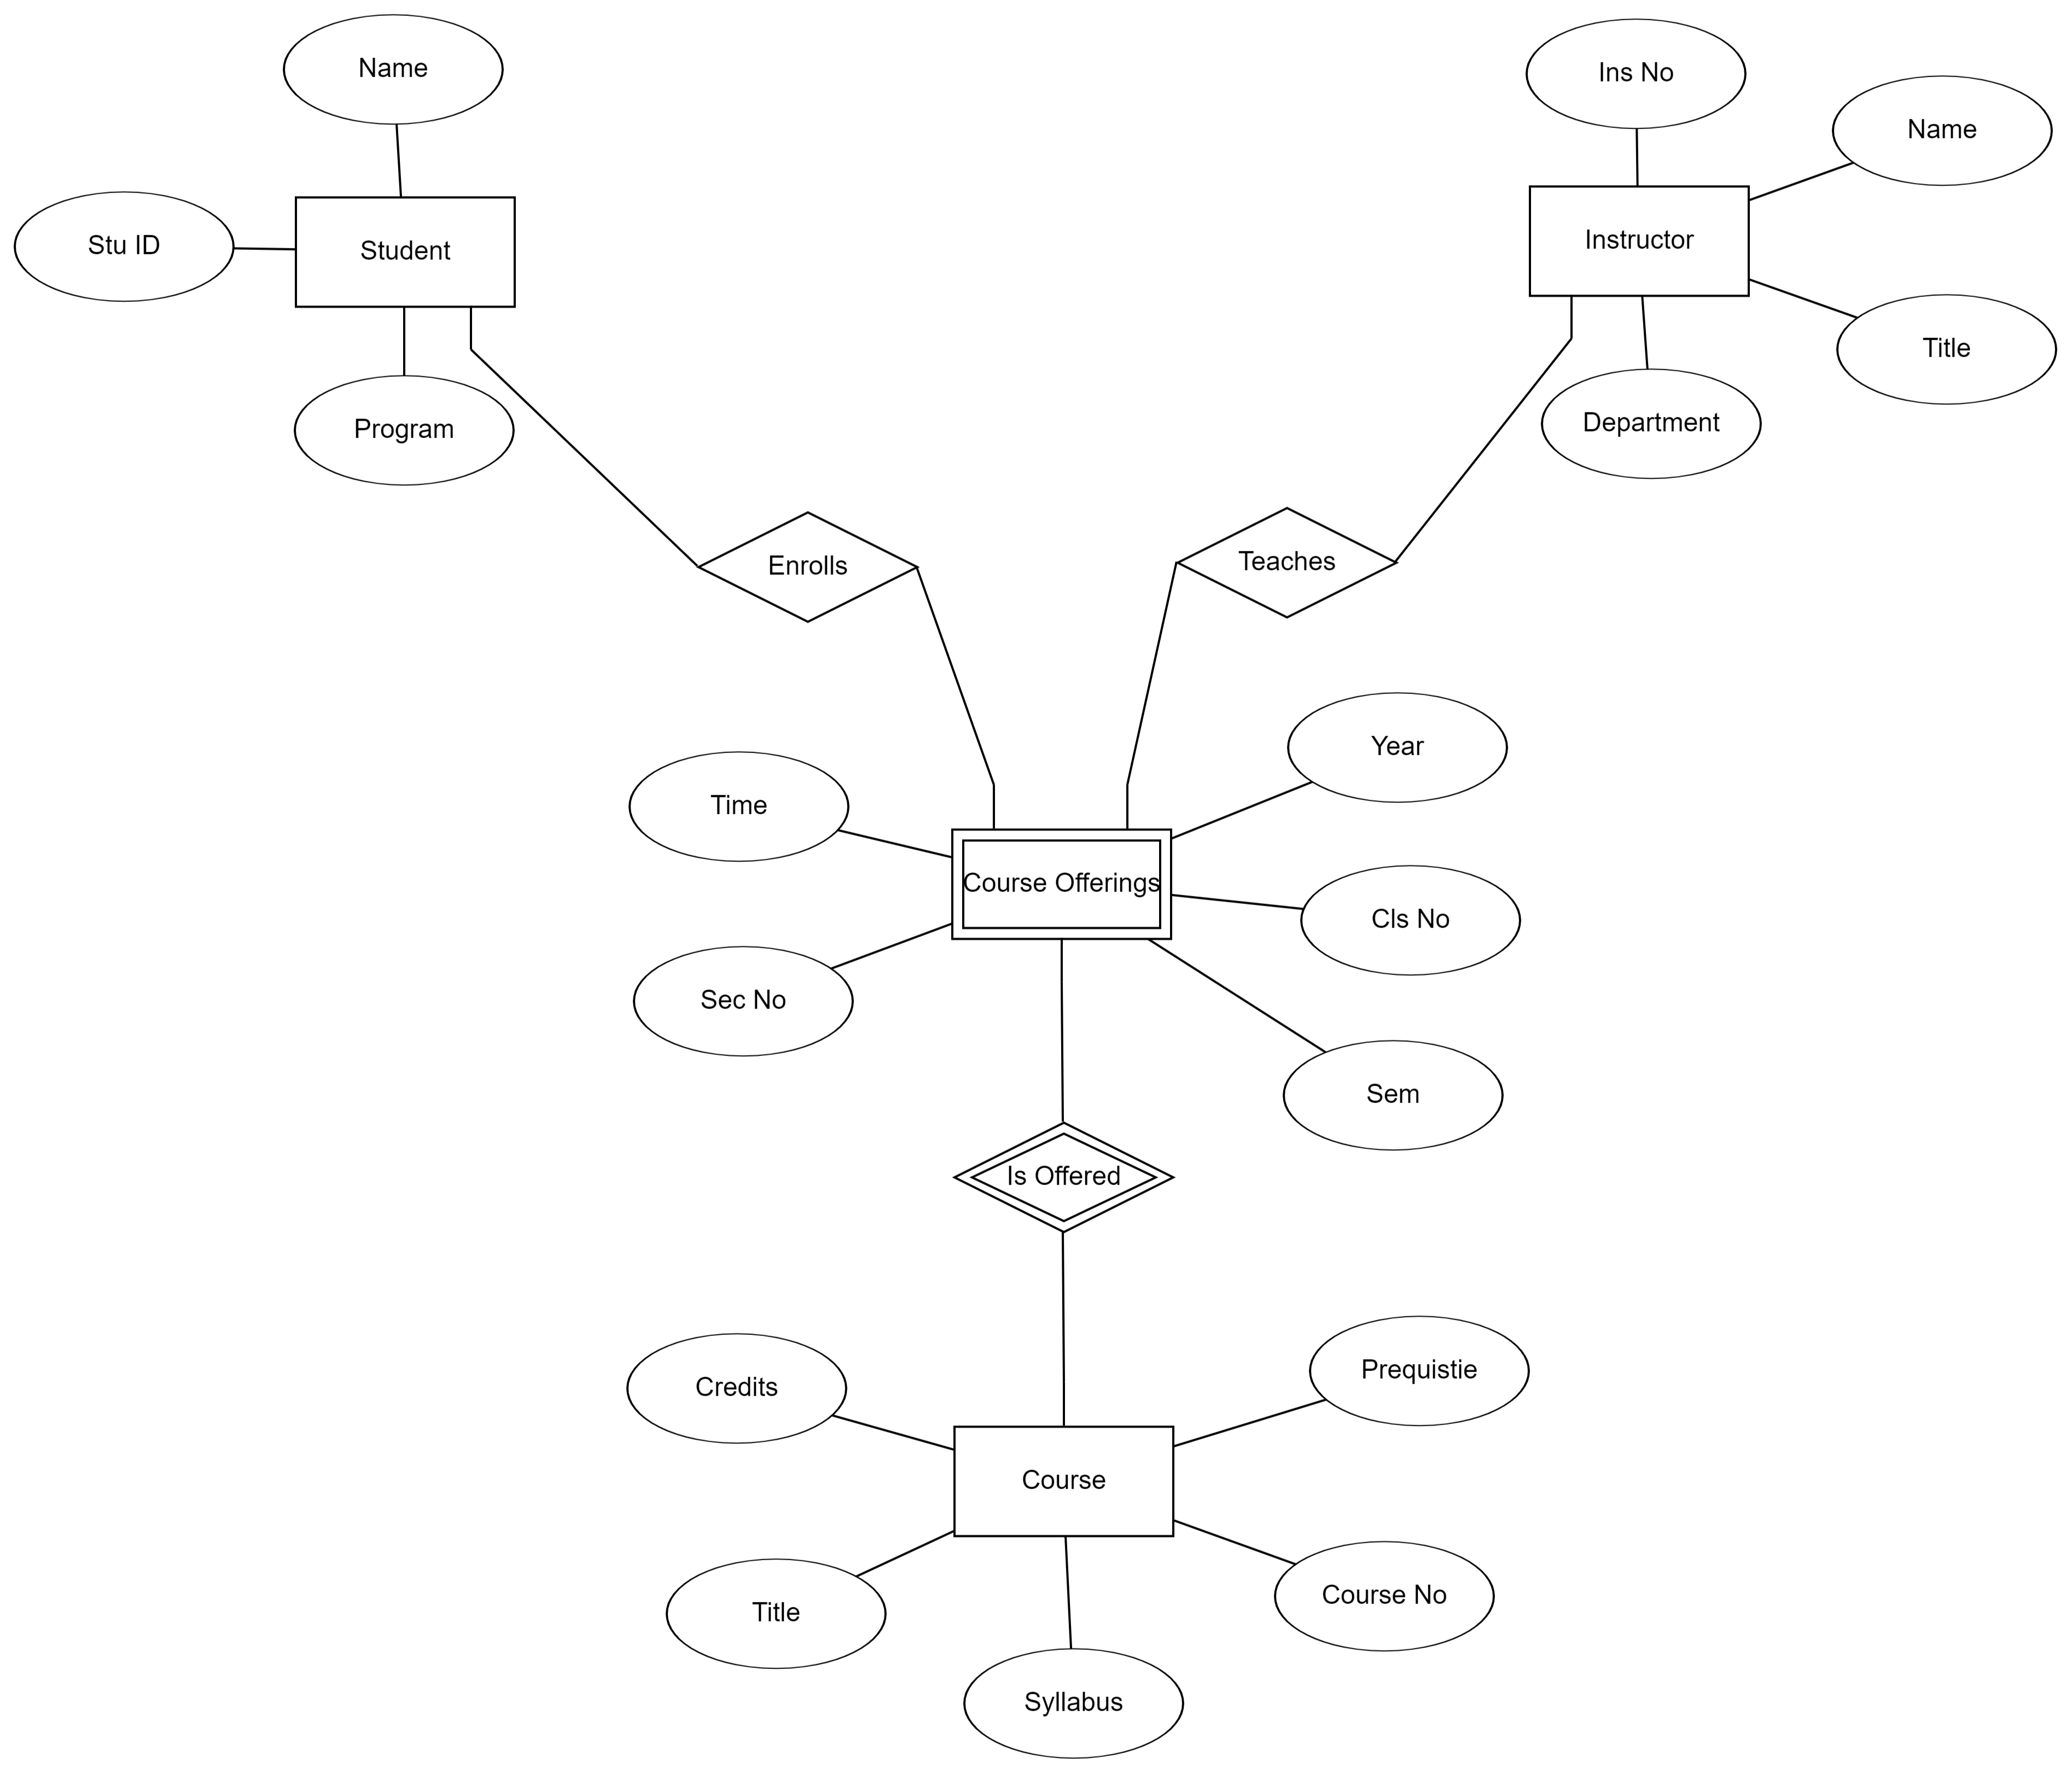 Name
Ins No
Name
Stu ID
Student
Instructor
Title
Program
Department
Enrolls
Teaches
Year
Time
Course Offerings
Cls No
Sec No
Sem
Is Offered
Prequistie
Credits
Course
Course No
Title
Syllabus